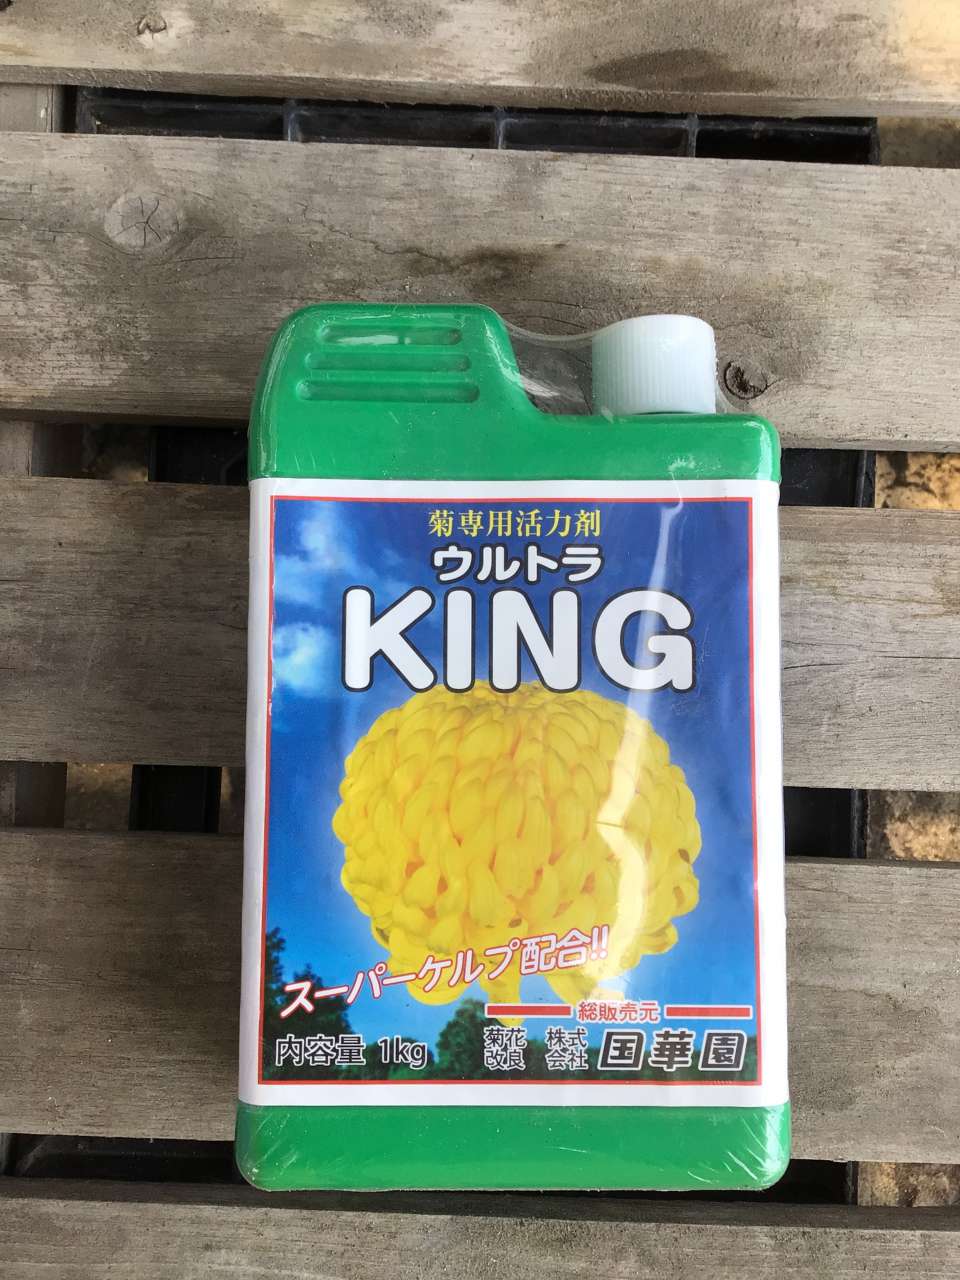 菊専用活力剤
ウルトラ
KING
スーパーケルプ配合!!
総販売元
内容量 1kg
菊花改良 株式会社 国華園